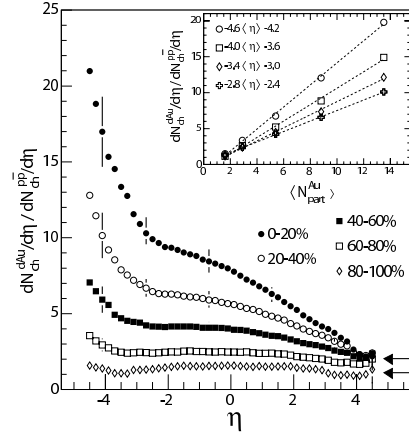 dN_ch^dAu/dη / dN_ch^pp̄/dη
25
20
15
10
5
0
-4 -2 0 2 4
η
0-20%
20-40%
40-60%
60-80%
80-100%
dN_ch^dAu/dη / dN_ch^pp̄/dη
20
15
10
5
0
0 2 4 6 8 10 12 14
⟨N_part^Au⟩
-4.6⟨η⟩-4.2
-4.0⟨η⟩-3.6
-3.4⟨η⟩-3.0
-2.8⟨η⟩-2.4